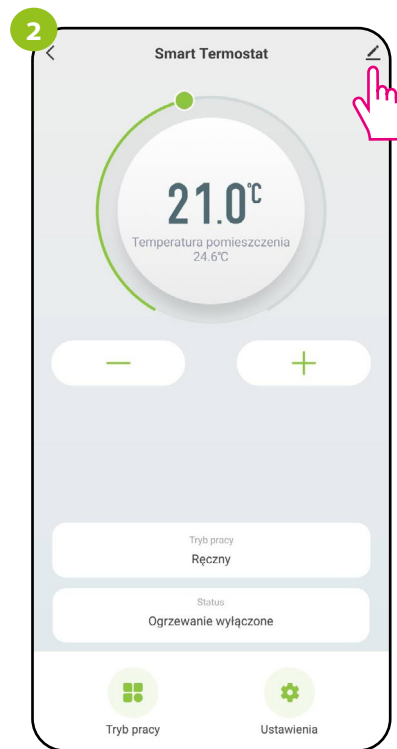 2
Smart Termostat
21.0°C
Temperatura pomieszczenia
24.6°C
Tryb pracy
Ręczny
Status
Ogrzewanie wyłączone
Tryb pracy Ustawienia